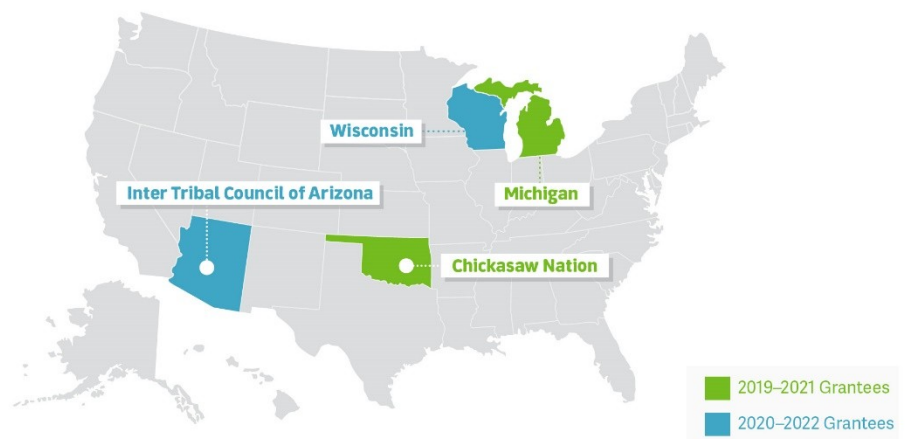 Wisconsin
Inter Tribal Council of Arizona
Michigan
Chickasaw Nation
2019–2021 Grantees
2020–2022 Grantees